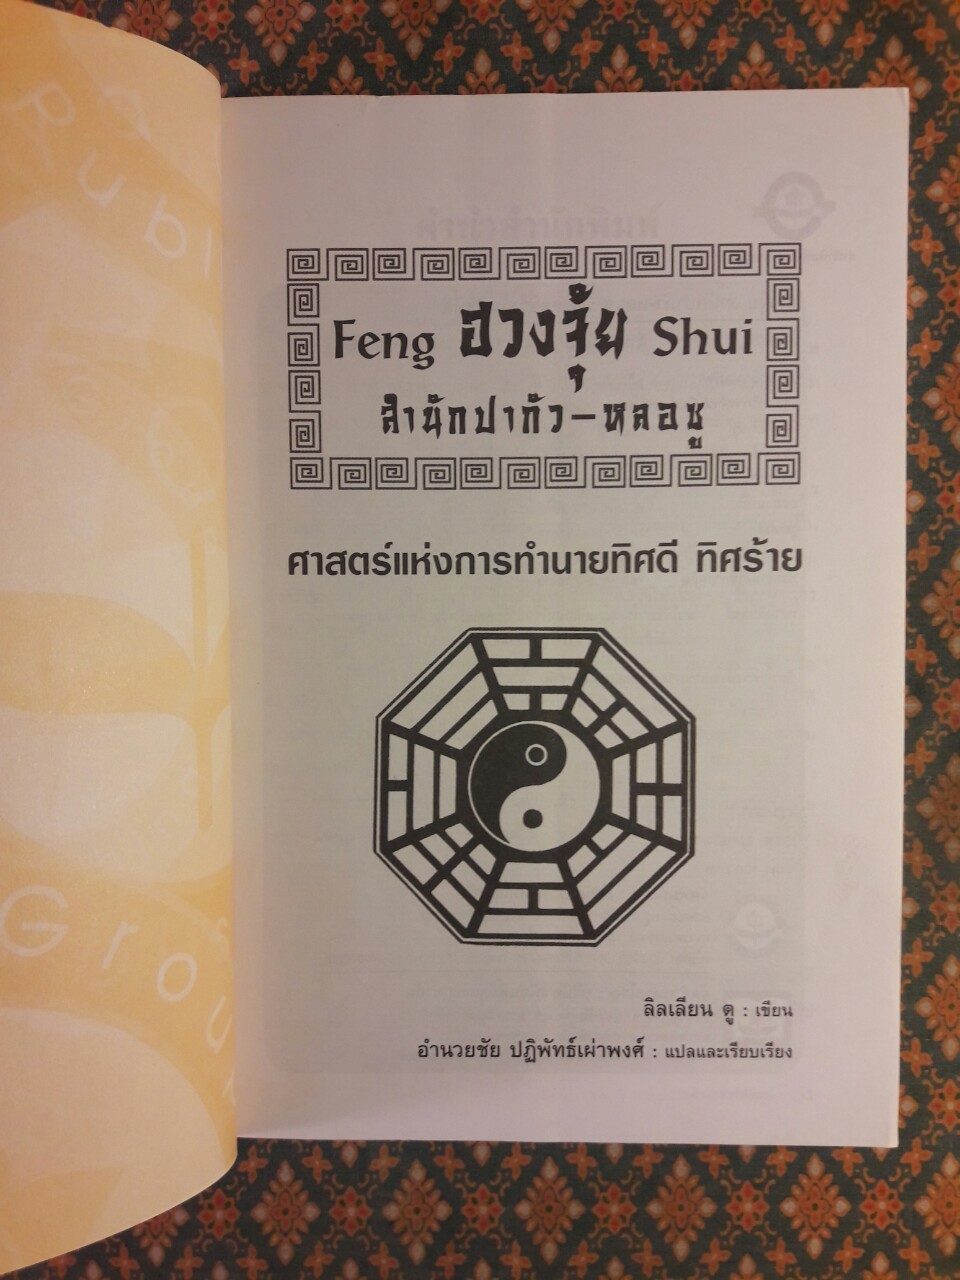 Feng ฮวงจุ้ย Shui
สำนักปากัว-หลอซู
ศาสตร์แห่งการทำนายทิศดี ทิศร้าย
ลิลเลียน ตู : เขียน
อำนวยชัย ปฏิพัทธ์เผ่าพงศ์ : แปลและเรียบเรียง
Rubl
Grou